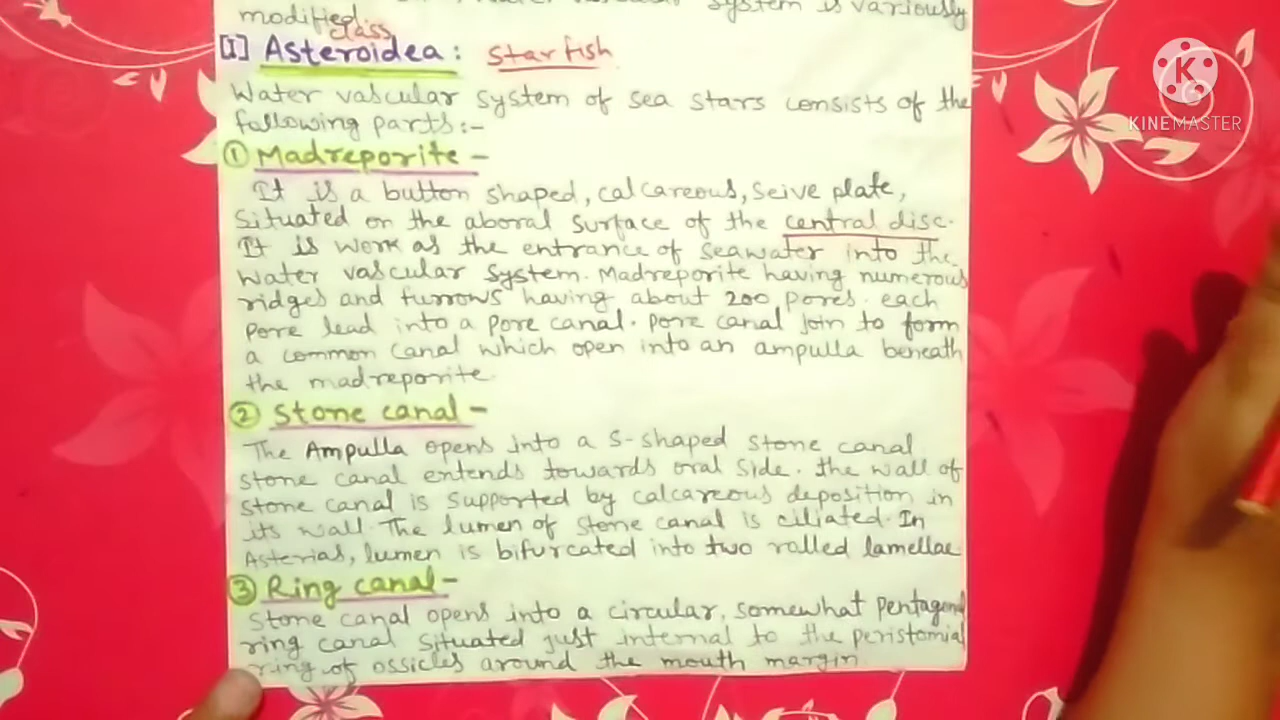 system is variously
modified
class
[I] Asteroidea: Starfish
Water vascular system of sea stars consists of the
following parts:-
① Madreporite -
It is a button shaped, calcareous, seive plate,
situated on the aboral surface of the central disc.
It is work as the entrance of seawater into the
water vascular system. Madreporite having numerous
ridges and furrows having about 200 pores. each
pore lead into a pore canal. pore canal join to form
a common canal which open into an ampulla beneath
the madreporite.
② Stone canal -
The Ampulla opens into a S-shaped stone canal
stone canal extends towards oral side. the wall of
stone canal is supported by calcareous deposition in
its wall. The lumen of stone canal is ciliated. In
Asterias, lumen is bifurcated into two rolled lamellae
③ Ring canal -
Stone canal opens into a circular, somewhat pentagonal
ring canal situated just internal to the peristomial
ring of ossicles around the mouth margin
K
KINEMASTER